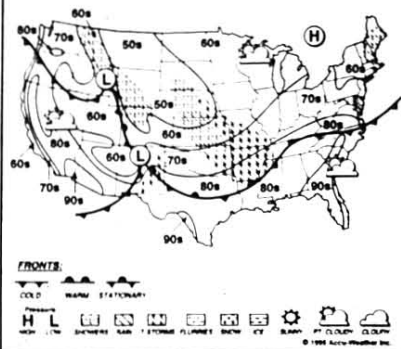 60s
80s 70s 50s 60s H
L 60s
60s 50s 70s
80s 60s 80s
60s L 70s
60s 80s 80s 90s
70s 90s
90s
FRONTS:
COLD WARM STATIONARY
Pressure
H L
HIGH LOW SHOWERS RAIN T-STORMS FLURRIES SNOW ICE SUNNY PT. CLOUDY CLOUDY
© 1995 Accu-Weather, Inc.